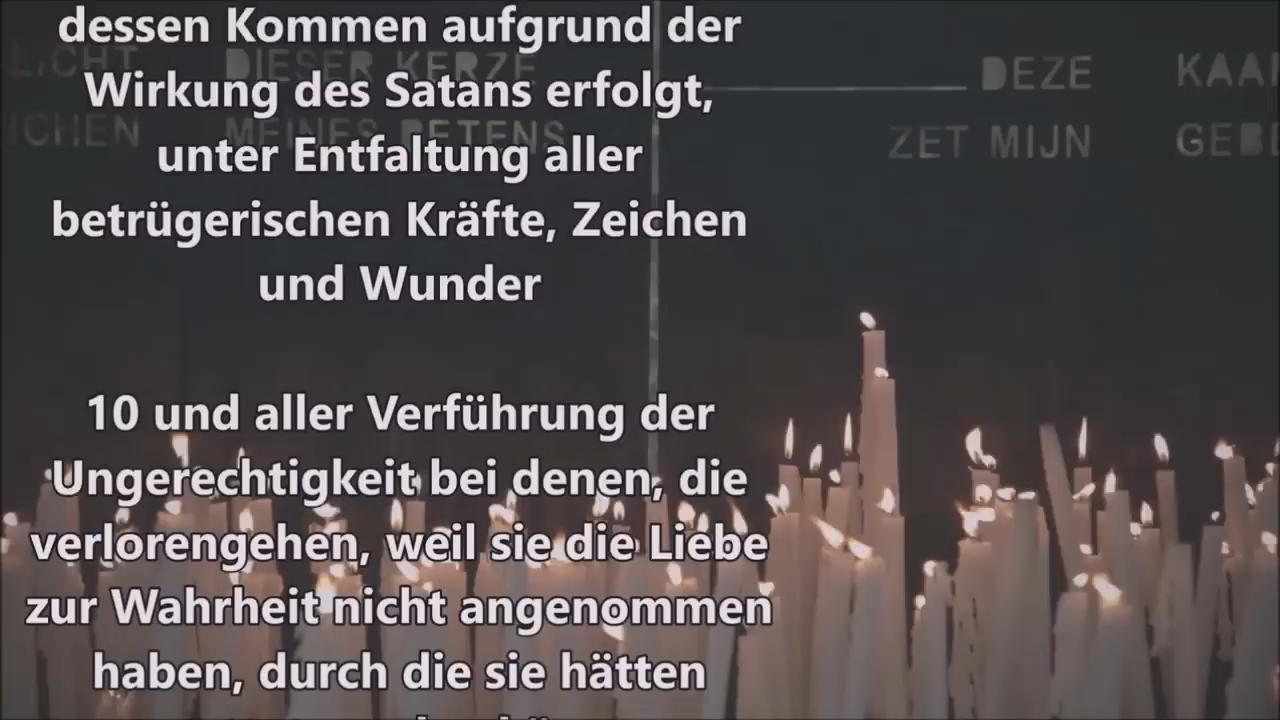 dessen Kommen aufgrund der
Wirkung des Satans erfolgt,
unter Entfaltung aller
betrügerischen Kräfte, Zeichen
und Wunder
10 und aller Verführung der
Ungerechtigkeit bei denen, die
verlorengehen, weil sie die Liebe
zur Wahrheit nicht angenommen
haben, durch die sie hätten
LICHT DIESER KERZE
MEINES BETENS
DEZE
ZET MIJN